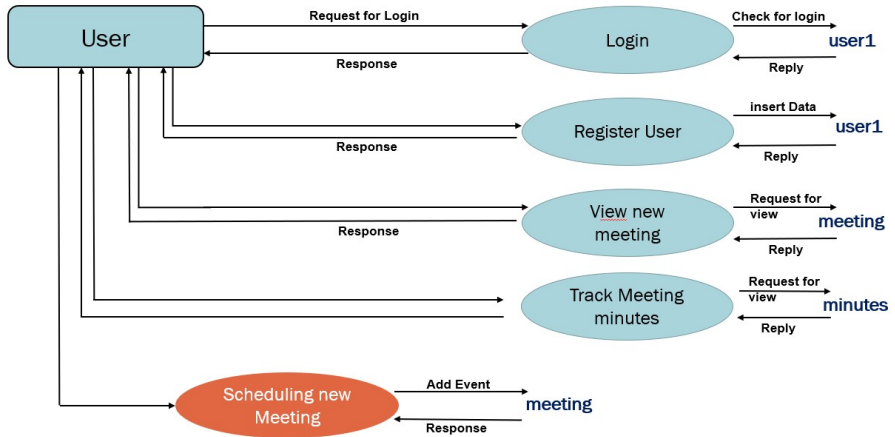 User
Request for Login
Response
Login
Check for login
user1
Reply
Response
Register User
insert Data
user1
Reply
Response
View new
meeting
Request for
view
meeting
Reply
Track Meeting
minutes
Request for
view
minutes
Reply
Scheduling new
Meeting
Add Event
meeting
Response